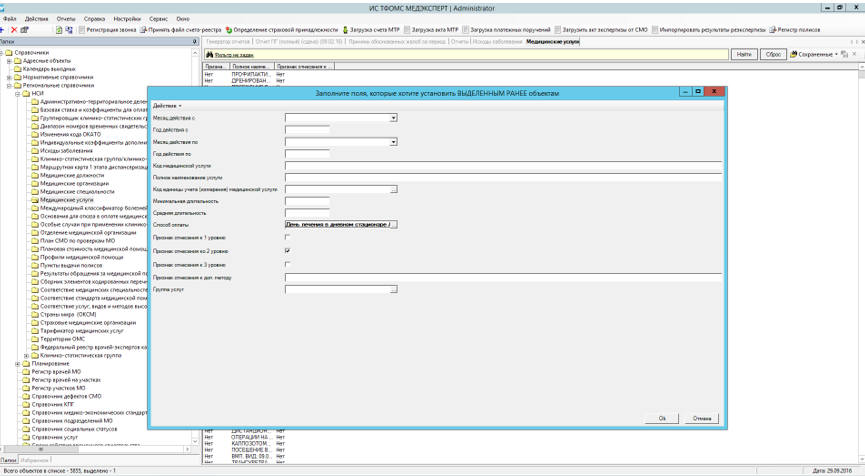 ИС ТФОМС МЕДЭКСПЕРТ | Administrator
Файл Действия Отчеты Справка Настройки Сервис Окно
Регистрация звонка Принять файл счета-реестра Определение страховой принадлежности Загрузка счета МТР Загрузка акта МТР Загрузка платежных поручений Загрузить акт экспертизы от СМО Импортировать результаты реэкспертизы Регистр полисов
Папки
Генератор отчетов | Отчет ПГ (полный) (сдача) (09.02.16) | Причины обоснованных жалоб за период | Отчеты | Исходы заболевания Медицинские услуги
Фильтр не задан
Найти Сброс Сохраненные
Призна... Полное наиме... Признак отнесения к ...
Нет ПРОФИЛАКТИ... Нет
Нет ДРЕНИРОВАН... Нет
Справочники
Адресные объекты
Календарь выходных
Нормативные справочники
Региональные справочники
НСИ
Административно-территориальное делен
Базовая ставка и коэффициенты для оплат
Группировщик клинико-статистических гр
Диапазон номеров временных свидетельс
Изменения кода ОКАТО
Индивидуальные коэффициенты дополни
Исходы заболевания
Клинико-статистическая группа/клинико-
Маршрутная карта 1 этапа диспансеризац
Медицинские должности
Медицинские организации
Медицинские специальности
Медицинские услуги
Международный классификатор болезней
Основания для отказа в оплате медицинск
Особые случаи при применении клинико-
Отделение медицинской организации
План СМО по проверкам МО
Плановая стоимость медицинской помощ
Профили медицинской помощи
Пункты выдачи полисов
Результаты обращения за медицинской по
Сборник элементов кодированных перечн
Соответствие медицинских специальносте
Соответствие стандарта медицинской пом
Соответствие услуг, видов и методов высо
Страны мира (ОКСМ)
Страховые медицинские организации
Тарификатор медицинских услуг
Территории ОМС
Федеральный реестр врачей-экспертов ка
Клинико-статистическая группа
Планирование
Регистр врачей МО
Регистр врачей на участках
Регистр участков МО
Справочник дефектов СМО
Справочник КПГ
Справочник медико-экономических стандарт
Справочник подразделений МО
Справочник социальных статусов
Справочник услуг
Заполните поля, которые хотите установить ВЫДЕЛЕННЫМ РАНЕЕ объектам
Действия
Месяц действия с
Год действия с
Месяц действия по
Год действия по
Код медицинской услуги
Полное наименование услуги
Код единицы учета (измерения) медицинской услуги
Минимальная длительность
Средняя длительность
Способ оплаты День лечения в дневном стационаре /
Признак отнесения к 1 уровню
Признак отнесения ко 2 уровню
Признак отнесения к 3 уровню
Признак отнесения к доп. методу
Группа услуг
Ok Отмена
Нет ДИСТАНЦИОН... Нет
Нет ОПЕРАЦИИ НА ... Нет
Нет КАЛПОЗОТОМ... Нет
Нет ПОСЕЩЕНИЕ В... Нет
Нет ВМП. ВИД: 09.0... Нет
Папки Избранное
Всего объектов в списке - 5855, выделено - 1
Дата: 29.09.2016